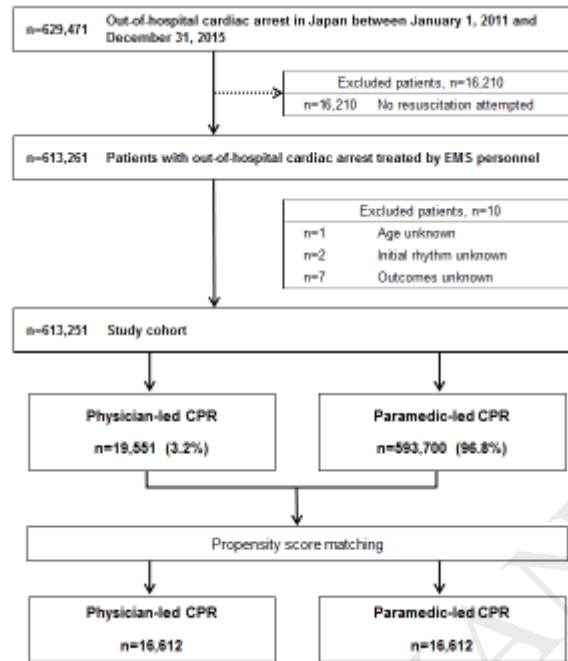 n=629,471 Out-of-hospital cardiac arrest in Japan between January 1, 2011 and
December 31, 2015
Excluded patients, n=16,210
n=16,210 No resuscitation attempted
n=613,261 Patients with out-of-hospital cardiac arrest treated by EMS personnel
Excluded patients, n=10
n=1 Age unknown
n=2 Initial rhythm unknown
n=7 Outcomes unknown
n=613,251 Study cohort
Physician-led CPR
n=19,551 (3.2%)
Paramedic-led CPR
n=593,700 (96.8%)
Propensity score matching
Physician-led CPR
n=16,612
Paramedic-led CPR
n=16,612